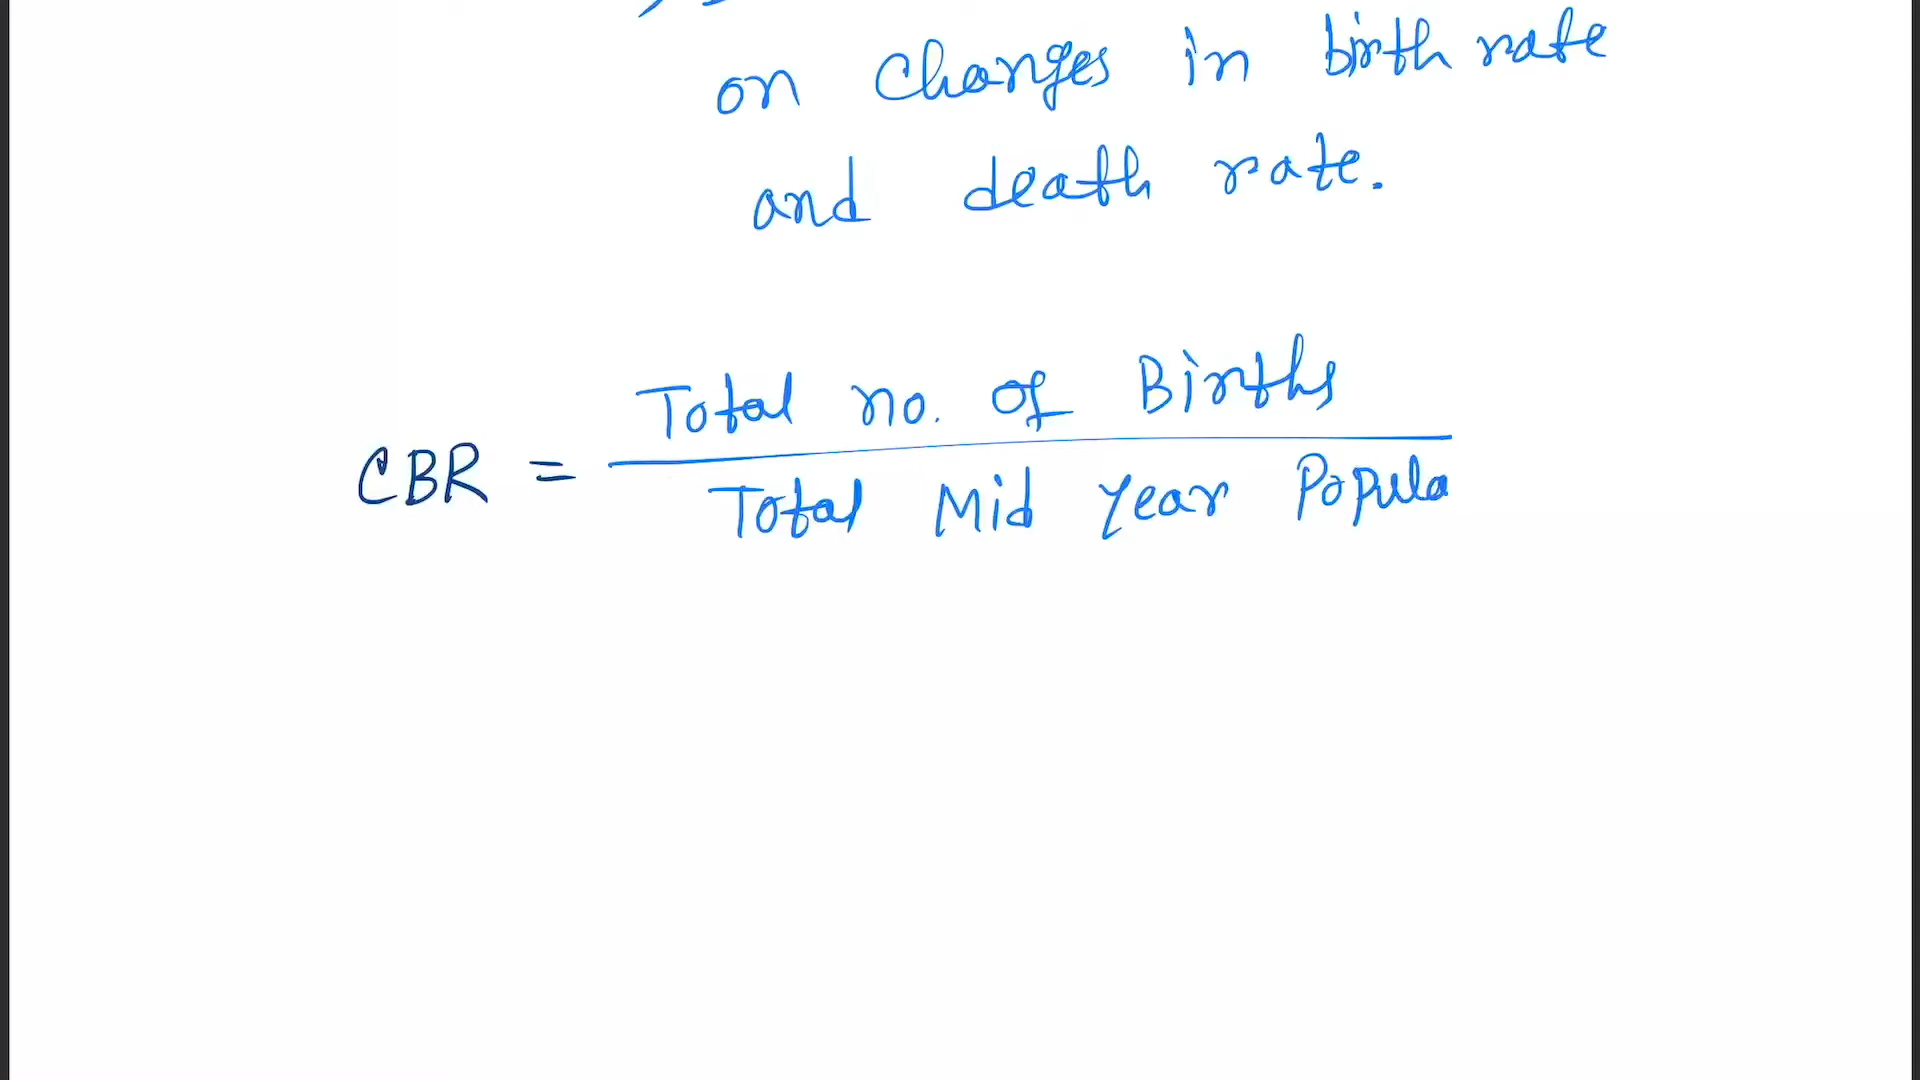 on changes in birth rate
and death rate.
Total no. of Births
CBR =
Total Mid Year Popula